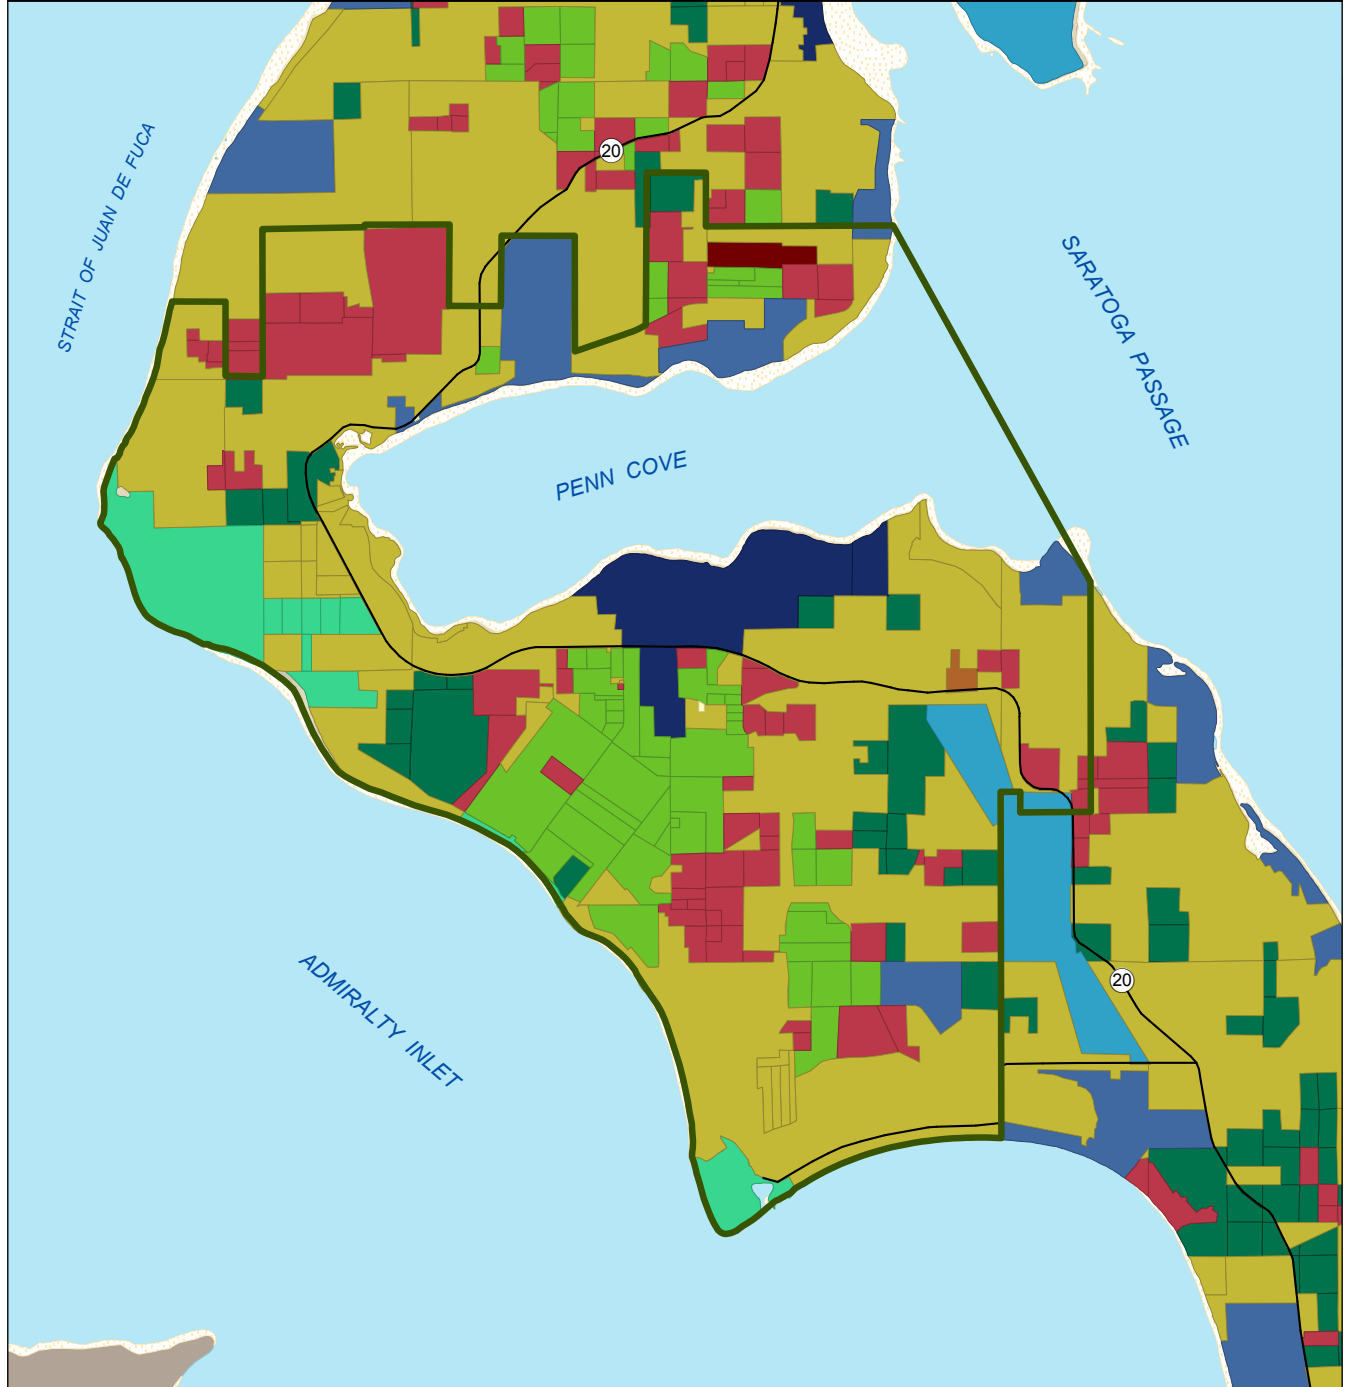 STRAIT OF JUAN DE FUCA
20
SARATOGA PASSAGE
PENN COVE
ADMIRALTY INLET
20